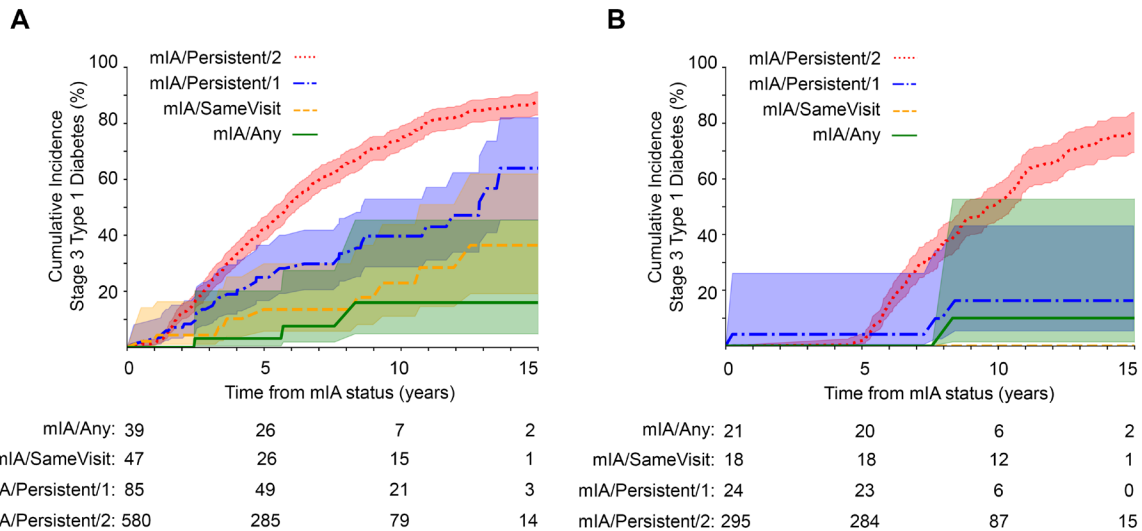 A
mIA/Persistent/2
mIA/Persistent/1
mIA/SameVisit
mIA/Any
Cumulative Incidence
Stage 3 Type 1 Diabetes (%)
100
80
60
40
20
0 5 10 15
Time from mIA status (years)
mIA/Any: 39 26 7 2
mIA/SameVisit: 47 26 15 1
A/Persistent/1: 85 49 21 3
A/Persistent/2: 580 285 79 14
B
mIA/Persistent/2
mIA/Persistent/1
mIA/SameVisit
mIA/Any
Cumulative Incidence
Stage 3 Type 1 Diabetes (%)
100
80
60
40
20
0 5 10 15
Time from mIA status (years)
mIA/Any: 21 20 6 2
mIA/SameVisit: 18 18 12 1
mIA/Persistent/1: 24 23 6 0
mIA/Persistent/2: 295 284 87 15